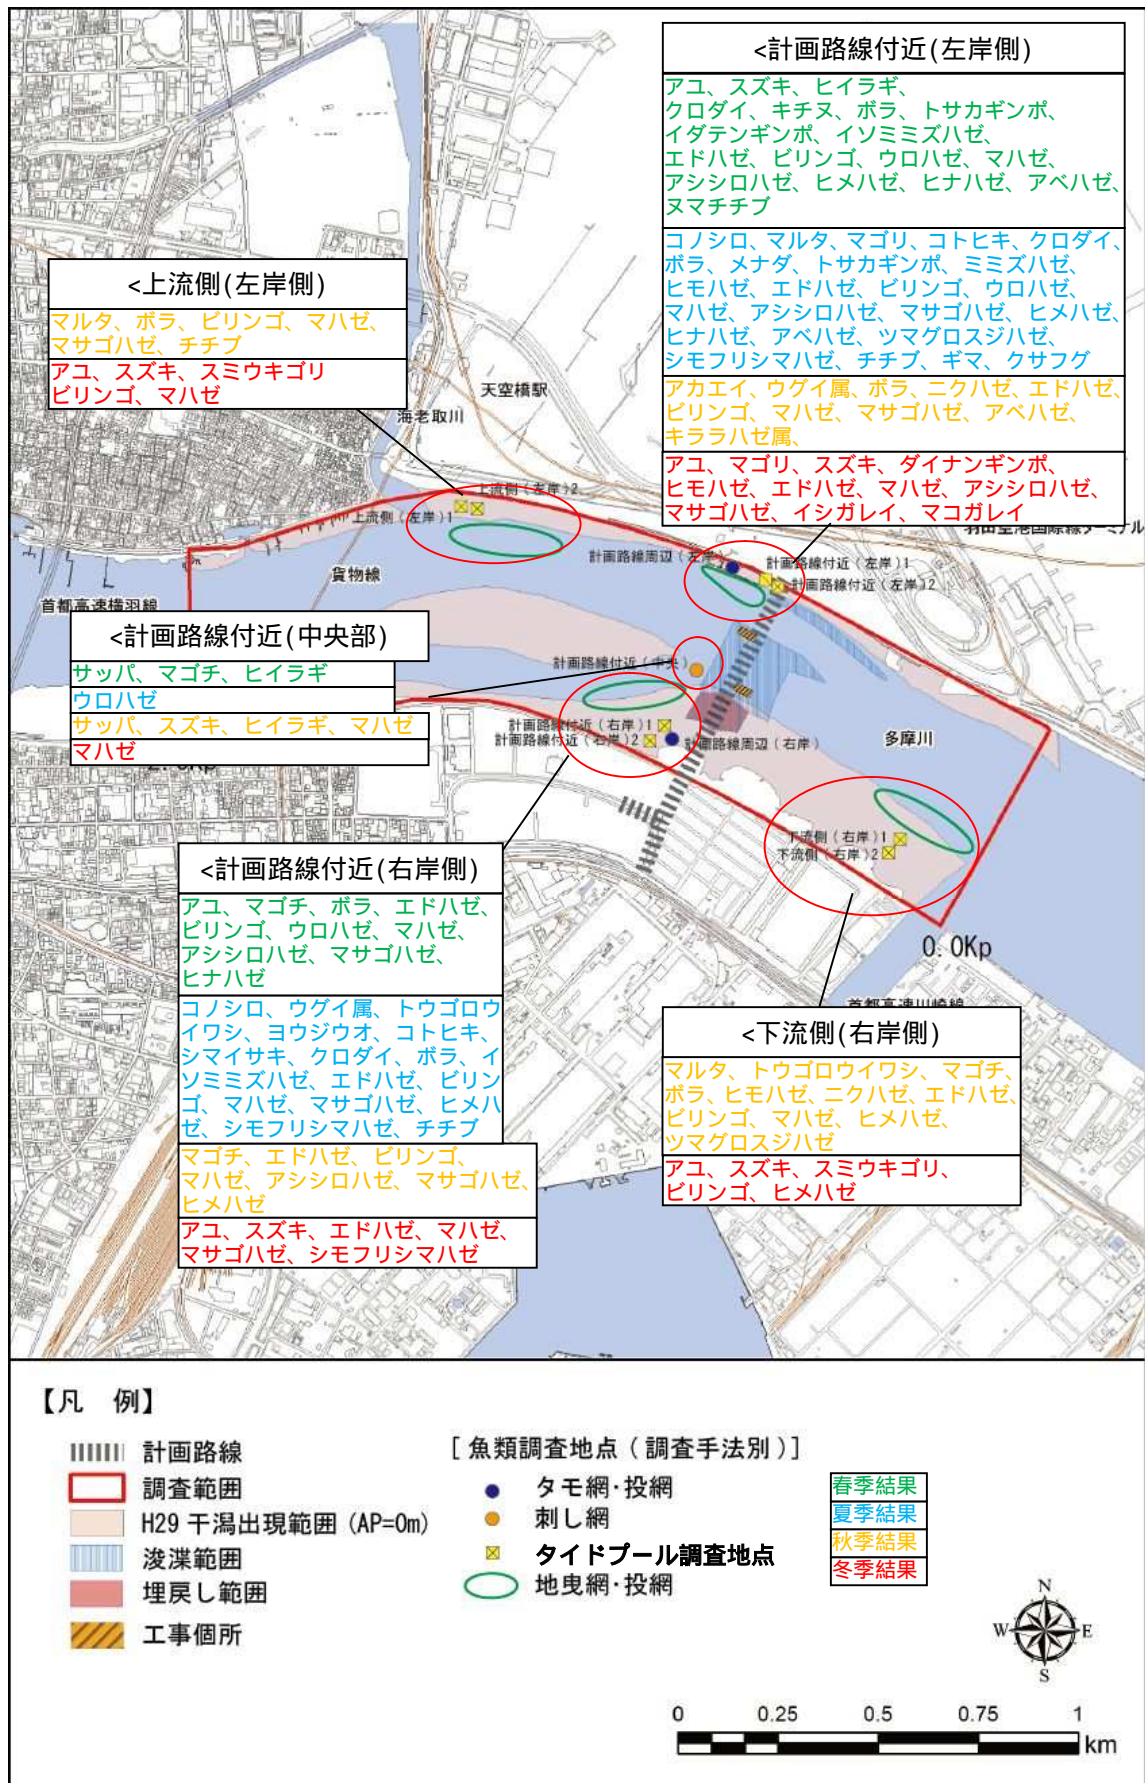 <計画路線付近(左岸側)
アユ、スズキ、ヒイラギ、
クロダイ、キチヌ、ボラ、トサカギンポ、
イダテンギンポ、イソミミズハゼ、
エドハゼ、ビリンゴ、ウロハゼ、マハゼ、
アシシロハゼ、ヒメハゼ、ヒナハゼ、アベハゼ、
ヌマチチブ
コノシロ、マルタ、マゴリ、コトヒキ、クロダイ、
ボラ、メナダ、トサカギンポ、ミミズハゼ、
ヒモハゼ、エドハゼ、ビリンゴ、ウロハゼ、
マハゼ、アシシロハゼ、マサゴハゼ、ヒメハゼ、
ヒナハゼ、アベハゼ、ツマグロスジハゼ、
シモフリシマハゼ、チチブ、ギマ、クサフグ
アカエイ、ウグイ属、ボラ、ニクハゼ、エドハゼ、
ビリンゴ、マハゼ、マサゴハゼ、アベハゼ、
キララハゼ属、
アユ、マゴリ、スズキ、ダイナンギンポ、
ヒモハゼ、エドハゼ、マハゼ、アシシロハゼ、
マサゴハゼ、イシガレイ、マコガレイ
<上流側(左岸側)
マルタ、ボラ、ビリンゴ、マハゼ、
マサゴハゼ、チチブ
アユ、スズキ、スミウキゴリ
ビリンゴ、マハゼ
天空橋駅
海老取川
上流側(左岸)2
上流側(左岸)1
羽田空港国際線ターミナル
計画路線周辺(左岸)
計画路線付近(左岸)1
計画路線付近(左岸)2
貨物線
首都高速横羽線
<計画路線付近(中央部)
サッパ、マゴチ、ヒイラギ
ウロハゼ
サッパ、スズキ、ヒイラギ、マハゼ
マハゼ
計画路線付近(中央)
計画路線付近(右岸)1
計画路線付近(右岸)2
計画路線周辺(右岸)
多摩川
下流側(右岸)1
下流側(右岸)2
0.0Kp
首都高速川崎線
<計画路線付近(右岸側)
アユ、マゴチ、ボラ、エドハゼ、
ビリンゴ、ウロハゼ、マハゼ、
アシシロハゼ、マサゴハゼ、
ヒナハゼ
コノシロ、ウグイ属、トウゴロウ
イワシ、ヨウジウオ、コトヒキ、
シマイサキ、クロダイ、ボラ、イ
ソミミズハゼ、エドハゼ、ビリン
ゴ、マハゼ、マサゴハゼ、ヒメハ
ゼ、シモフリシマハゼ、チチブ
マゴチ、エドハゼ、ビリンゴ、
マハゼ、アシシロハゼ、マサゴハゼ、
ヒメハゼ
アユ、スズキ、エドハゼ、マハゼ、
マサゴハゼ、シモフリシマハゼ
<下流側(右岸側)
マルタ、トウゴロウイワシ、マゴチ、
ボラ、ヒモハゼ、ニクハゼ、エドハゼ、
ビリンゴ、マハゼ、ヒメハゼ、
ツマグロスジハゼ
アユ、スズキ、スミウキゴリ、
ビリンゴ、ヒメハゼ
【凡 例】
計画路線
調査範囲
H29 干潟出現範囲 (AP=0m)
浚渫範囲
埋戻し範囲
工事個所
[ 魚類調査地点 ( 調査手法別 ) ]
タモ網・投網
刺し網
タイドプール調査地点
地曳網・投網
春季結果
夏季結果
秋季結果
冬季結果
N
W E
S
0 0.25 0.5 0.75 1
km